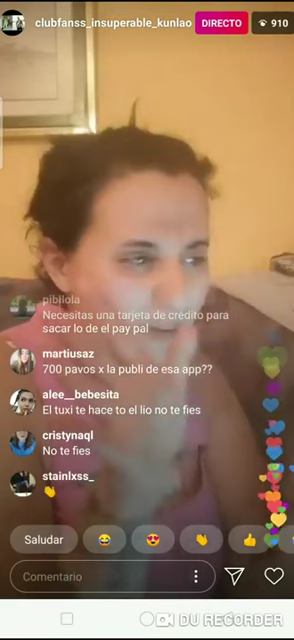 clubfanss_insuperable_kunlao
DIRECTO
910
pibilola
Necesitas una tarjeta de crédito para
sacar lo de el pay pal
martiusaz
700 pavos x la publi de esa app??
alee__bebesita
El tuxi te hace to el lio no te fies
cristynaql
No te fies
stainlxss_
Saludar
Comentario
DU RECORDER